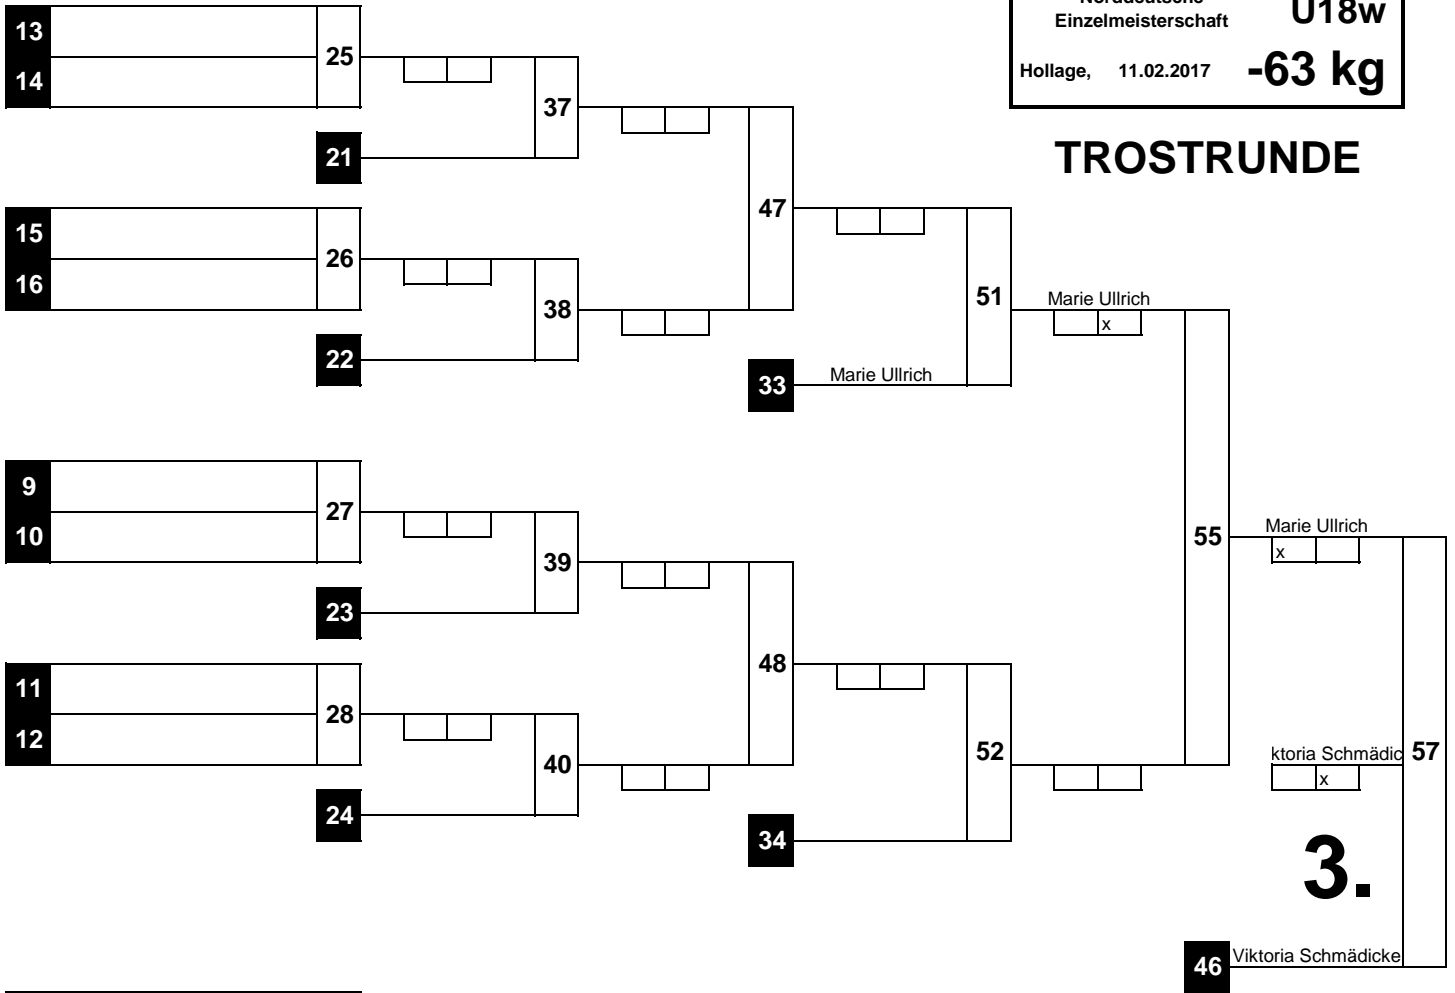 Norddeutsche
Einzelmeisterschaft
U18w
Hollage, 11.02.2017 -63 kg
TROSTRUNDE
13
25
14
37
21
47
15
26
16
38
51
Marie Ullrich
x
22
33 Marie Ullrich
9
27
10
39
55
Marie Ullrich
x
23
48
11
28
12
40
52
ktoria Schmädic 57
x
24
34
3.
46 Viktoria Schmädicke